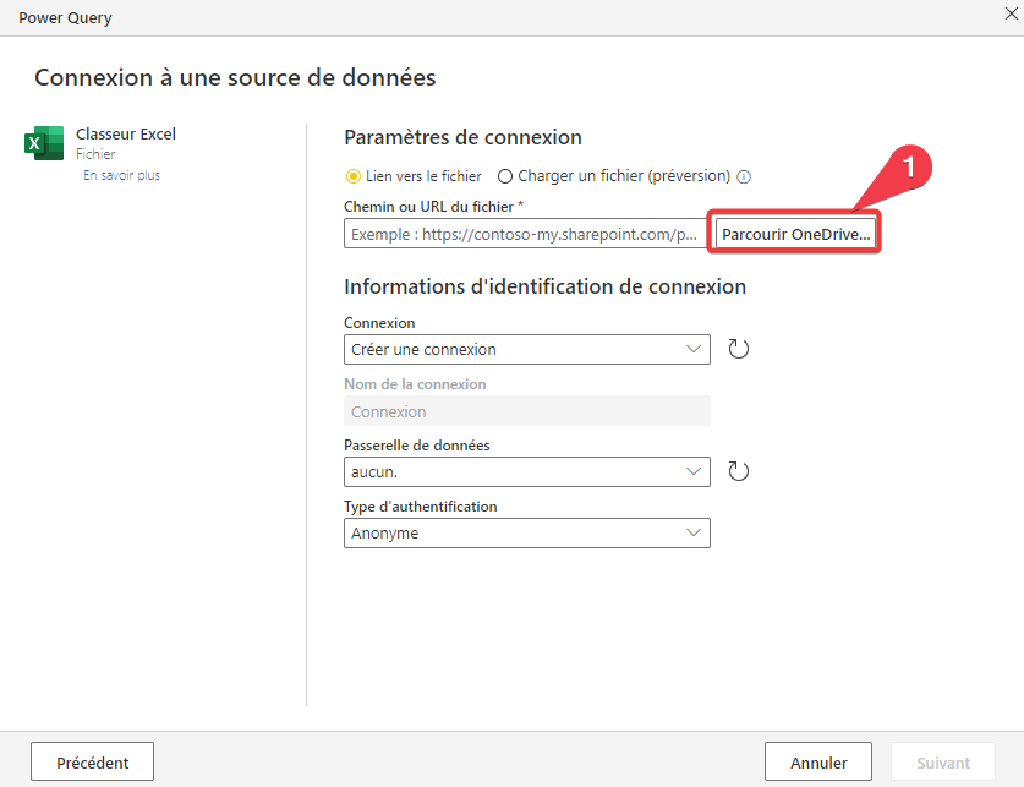 Power Query
Connexion à une source de données
Classeur Excel
Fichier
En savoir plus
Paramètres de connexion
Lien vers le fichier
Charger un fichier (préversion)
Chemin ou URL du fichier *
Exemple : https://contoso-my.sharepoint.com/p...
Parcourir OneDrive...
1
Informations d'identification de connexion
Connexion
Créer une connexion
Nom de la connexion
Connexion
Passerelle de données
aucun.
Type d'authentification
Anonyme
Précédent
Annuler
Suivant